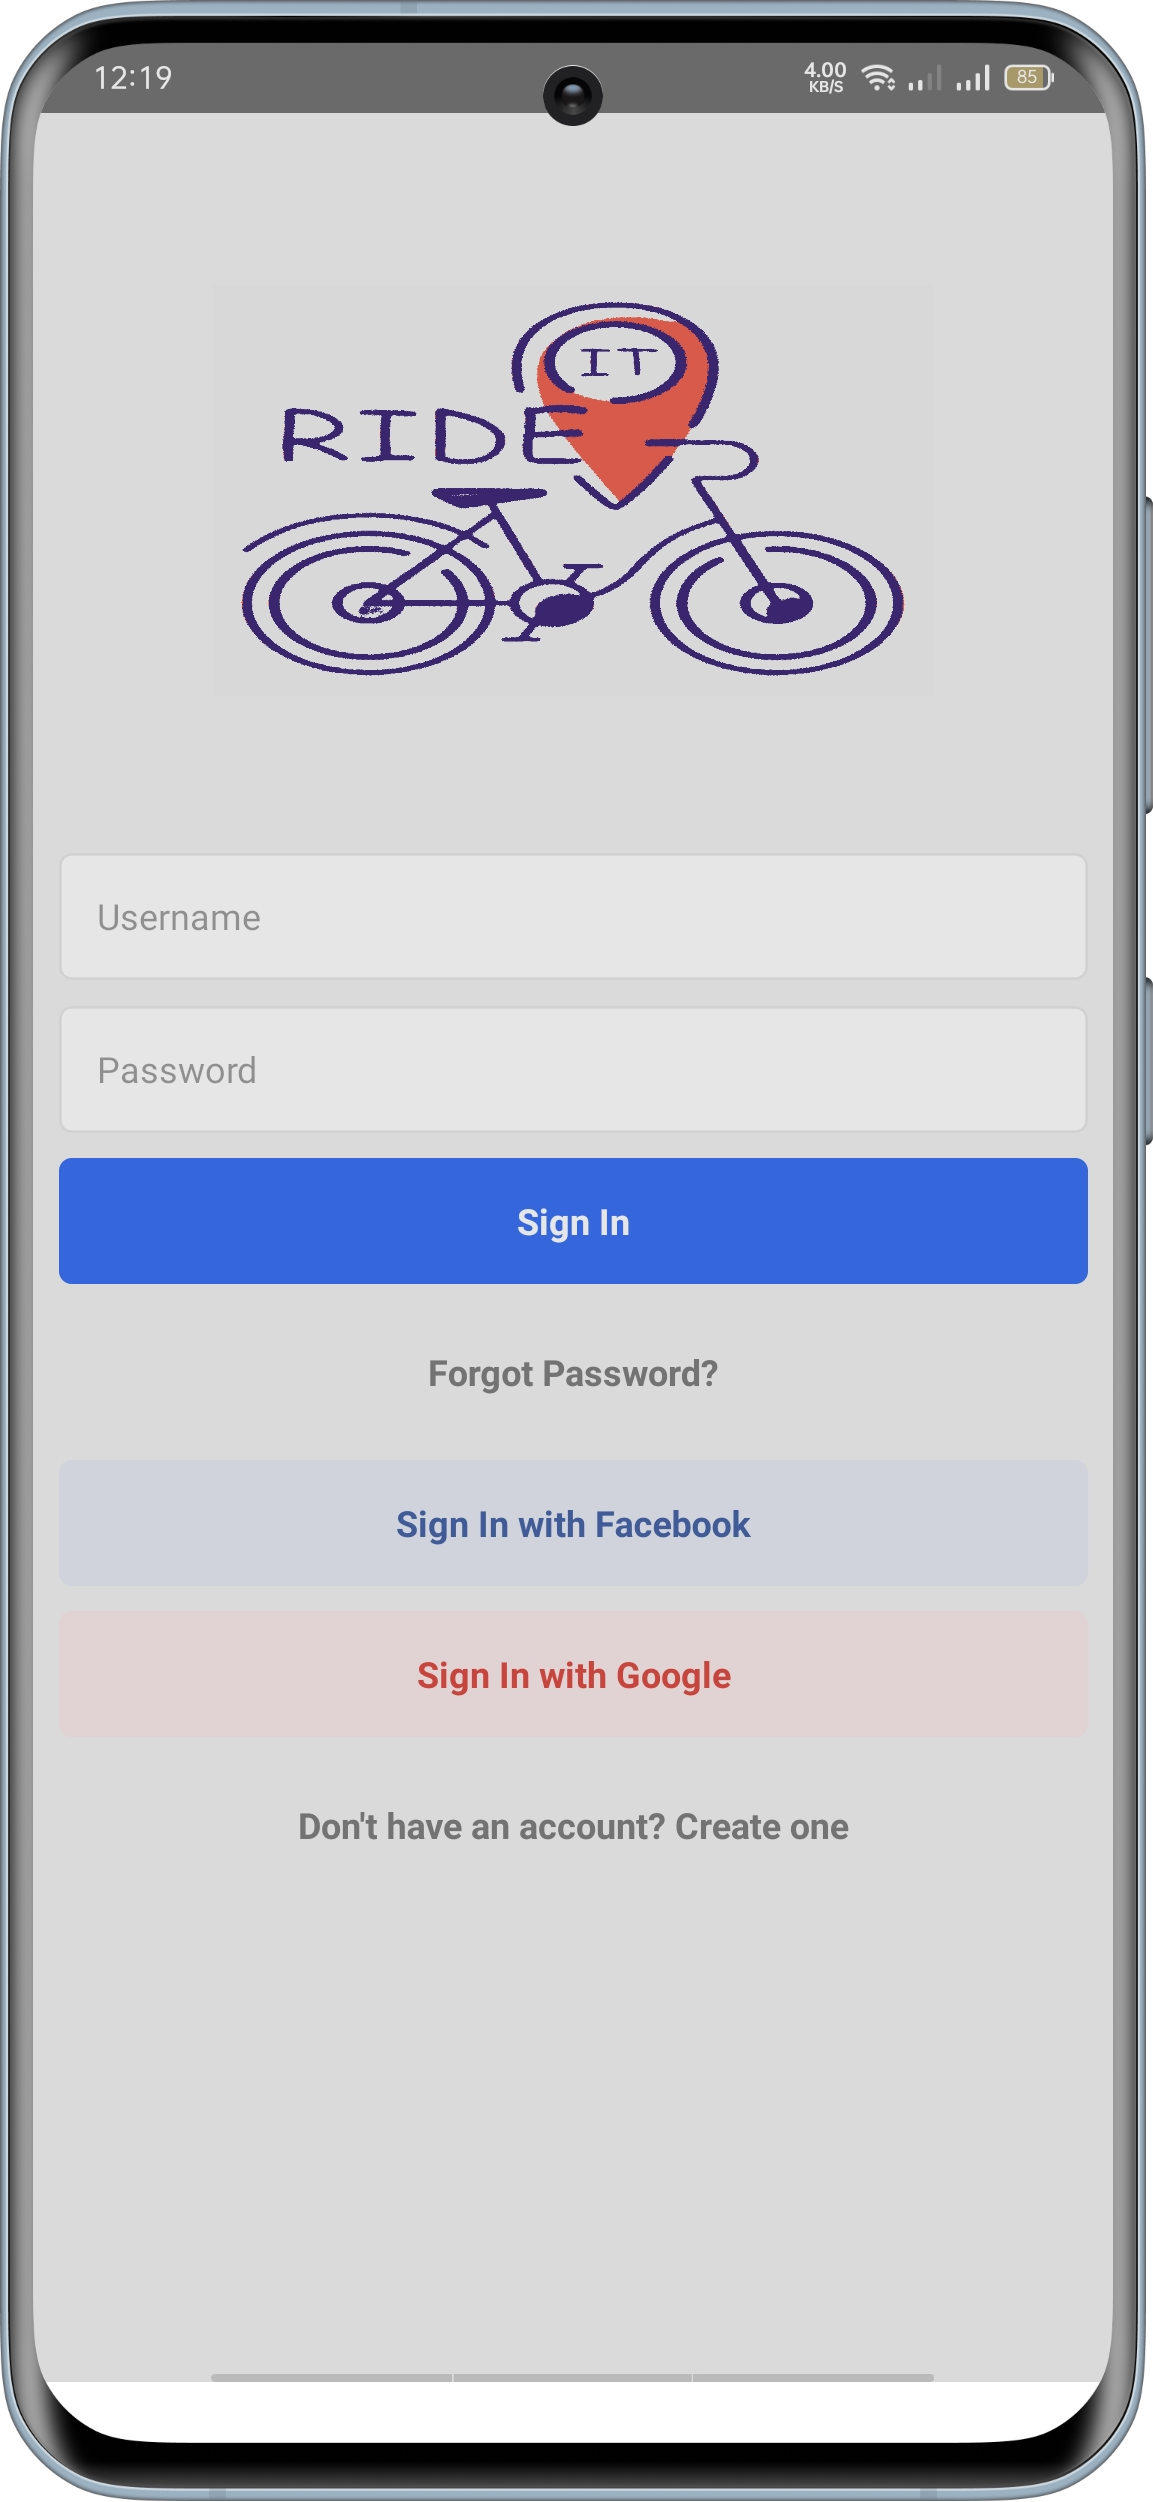 12:19
4.00
KB/S
85
IT
RIDE
Username
Password
Sign In
Forgot Password?
Sign In with Facebook
Sign In with Google
Don't have an account? Create one